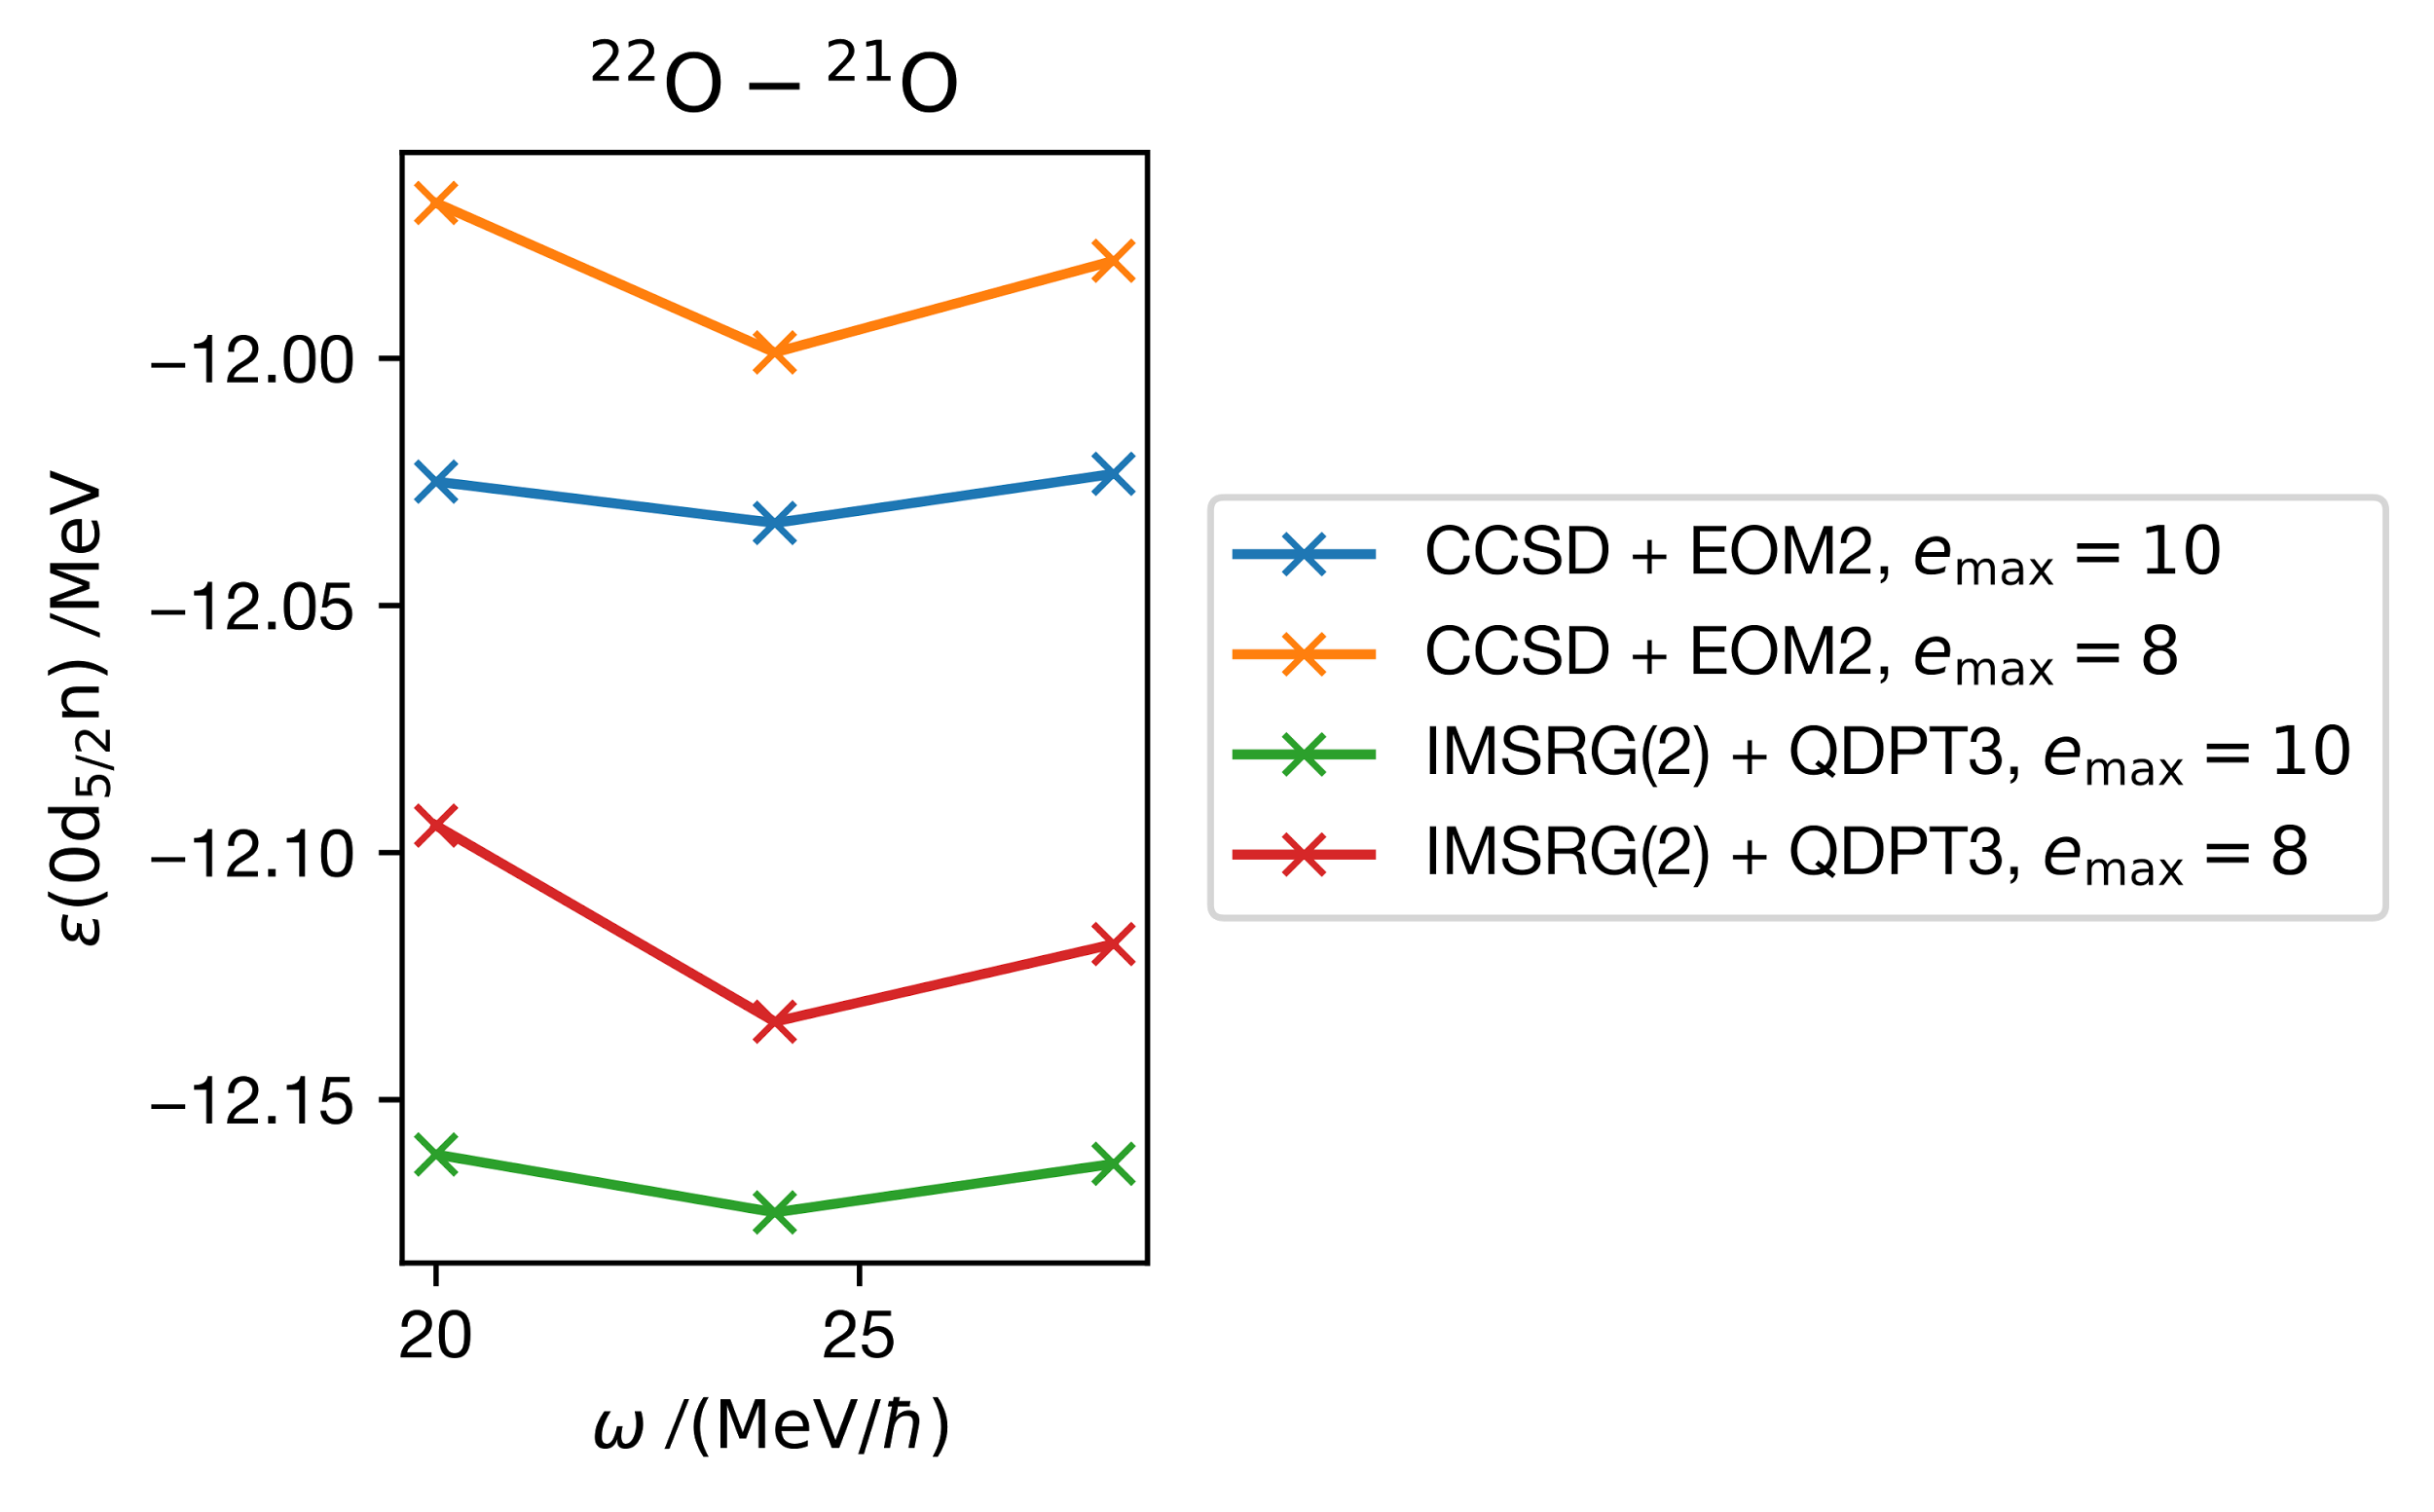 ²²O − ²¹O
ε(0d₅/₂n) /MeV
−12.00
−12.05
−12.10
−12.15
20 25
ω /(MeV/ħ)
CCSD + EOM2, eₘₐₓ = 10
CCSD + EOM2, eₘₐₓ = 8
IMSRG(2) + QDPT3, eₘₐₓ = 10
IMSRG(2) + QDPT3, eₘₐₓ = 8